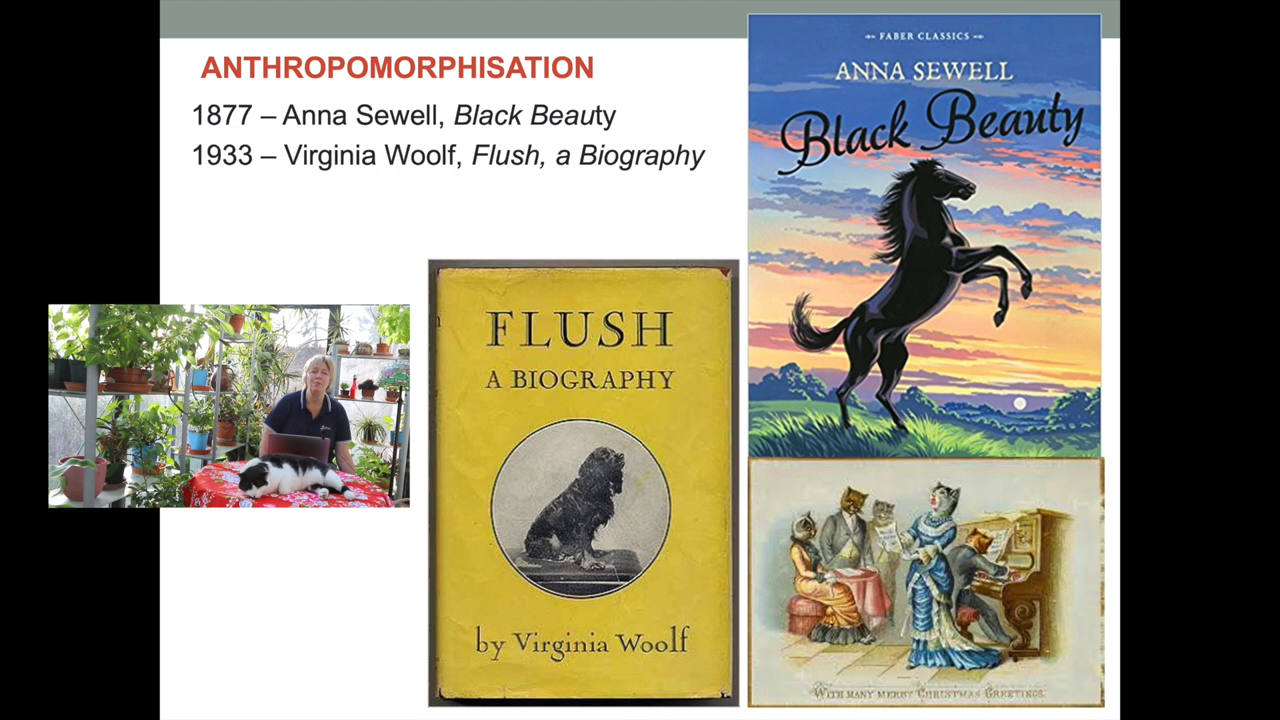 ANTHROPOMORPHISATION
1877 – Anna Sewell, Black Beauty
1933 – Virginia Woolf, Flush, a Biography
FABER CLASSICS
ANNA SEWELL
Black Beauty
FLUSH
A BIOGRAPHY
by Virginia Woolf
WITH MANY MERRY CHRISTMAS GREETINGS.